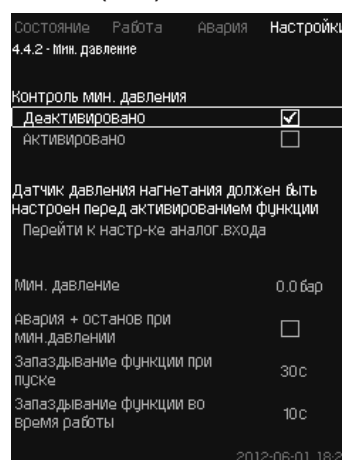 Состояние Работа Авария Настройки
4.4.2 - Мин. давление
Контроль мин. давления
Деактивировано
Активировано
Датчик давления нагнетания должен быть
настроен перед активированием функции
Перейти к настр-ке аналог.входа
Мин. давление 0.0 бар
Авария + останов при
мин.давлении
Запаздывание функции при
пуске 30 с
Запаздывание функции во
время работы 10 с
2012-06-01 18:2